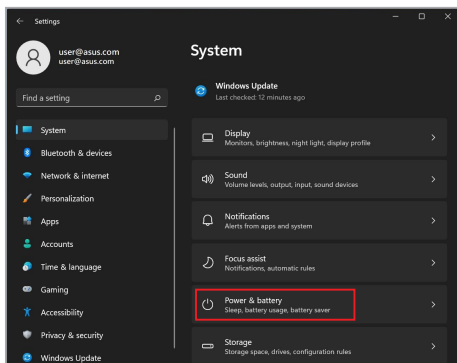 Settings
user@asus.com
user@asus.com
Find a setting
System
Bluetooth & devices
Network & internet
Personalization
Apps
Accounts
Time & language
Gaming
Accessibility
Privacy & security
Windows Update
System
Windows Update
Last checked: 12 minutes ago
Display
Monitors, brightness, night light, display profile
Sound
Volume levels, output, input, sound devices
Notifications
Alerts from apps and system
Focus assist
Notifications, automatic rules
Power & battery
Sleep, battery usage, battery saver
Storage
Storage space, drives, configuration rules